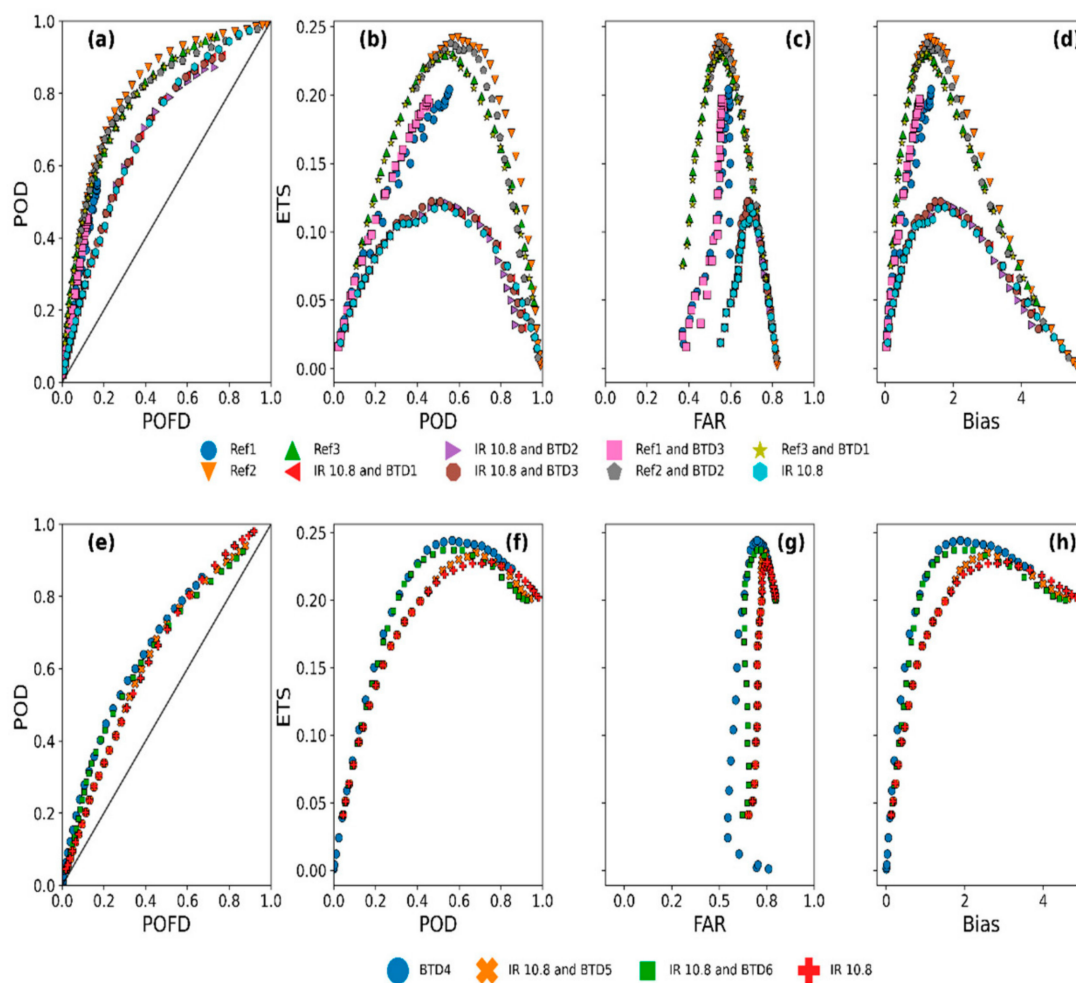 (a) (b) (c) (d)
1.0 0.8 0.6 0.4 0.2 0.0
POD
0.25 0.20 0.15 0.10 0.05 0.00
ETS
0.0 0.2 0.4 0.6 0.8 1.0
POFD
0.0 0.2 0.4 0.6 0.8 1.0
POD
0.0 0.2 0.4 0.6 0.8 1.0
FAR
0 2 4
Bias
Ref1 Ref3 IR 10.8 and BTD2 Ref1 and BTD3 Ref3 and BTD1
Ref2 IR 10.8 and BTD1 IR 10.8 and BTD3 Ref2 and BTD2 IR 10.8
(e) (f) (g) (h)
1.0 0.8 0.6 0.4 0.2 0.0
POD
0.25 0.20 0.15 0.10 0.05 0.00
ETS
0.0 0.2 0.4 0.6 0.8 1.0
POFD
0.0 0.2 0.4 0.6 0.8 1.0
POD
0.0 0.2 0.4 0.6 0.8 1.0
FAR
0 2 4
Bias
BTD4 IR 10.8 and BTD5 IR 10.8 and BTD6 IR 10.8